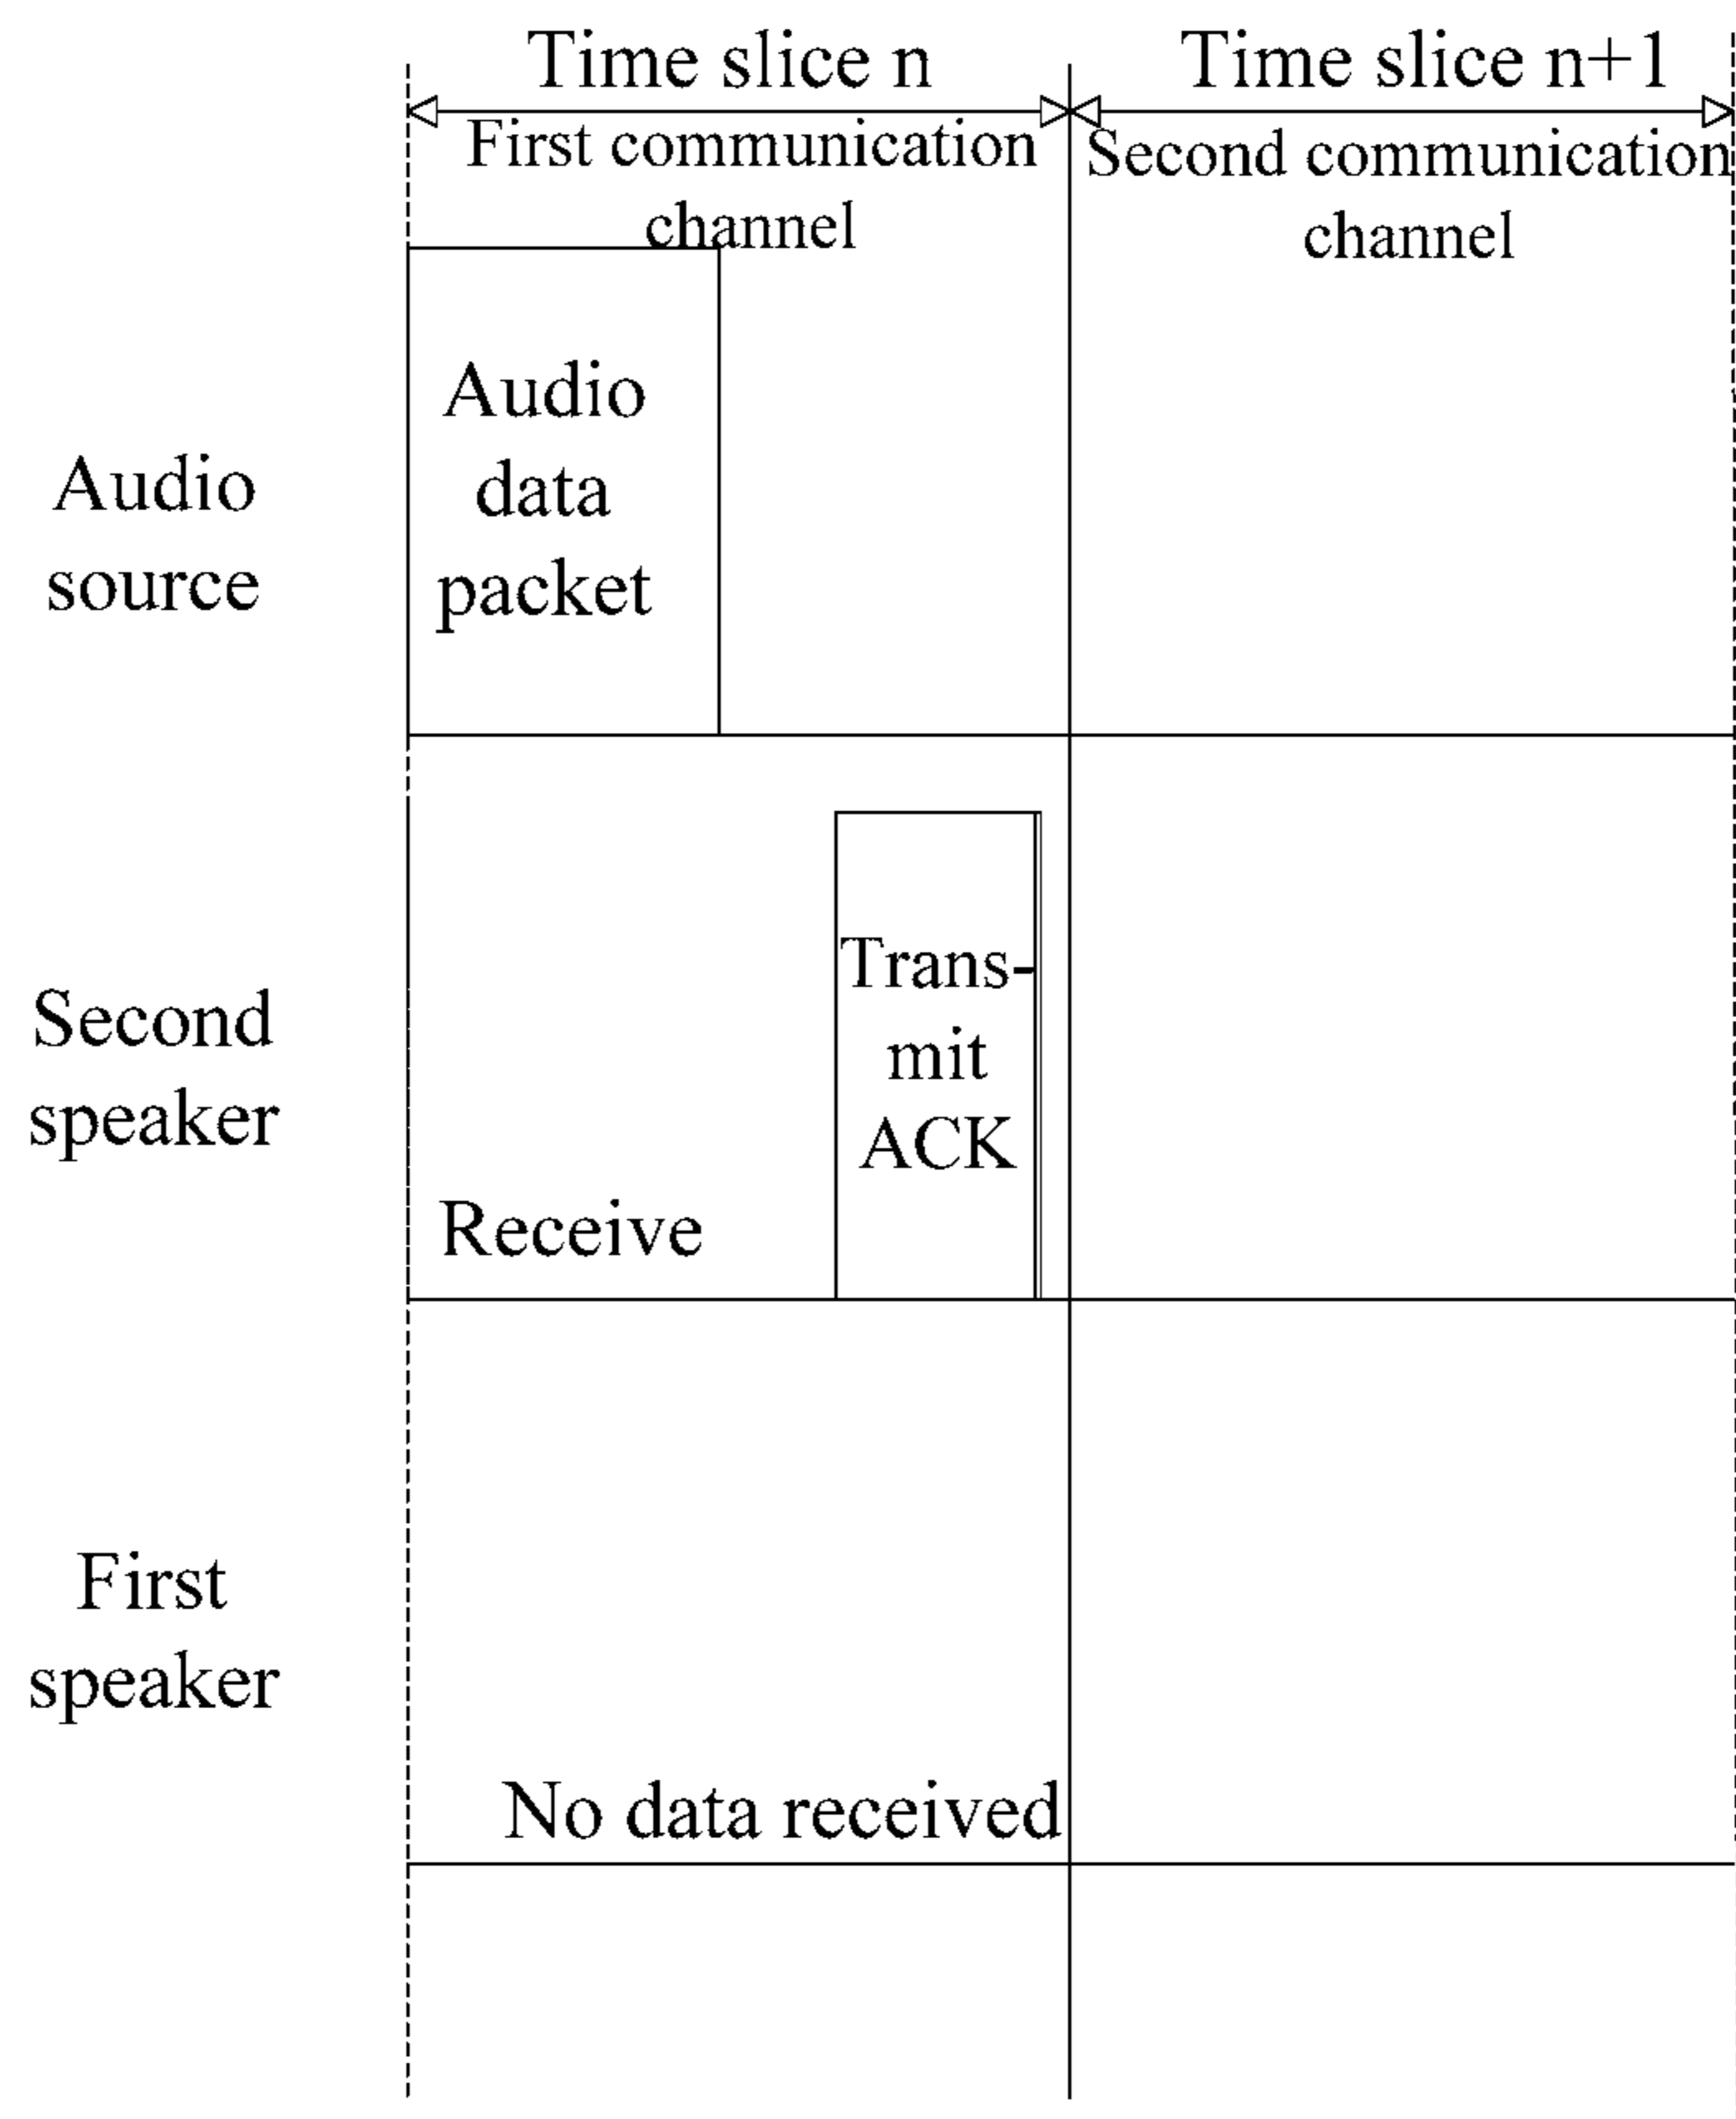 Time slice n
Time slice n+1
First communication
channel
Second communication
channel
Audio
data
packet
Audio
source
Trans-
mit
ACK
Second
speaker
Receive
First
speaker
No data received